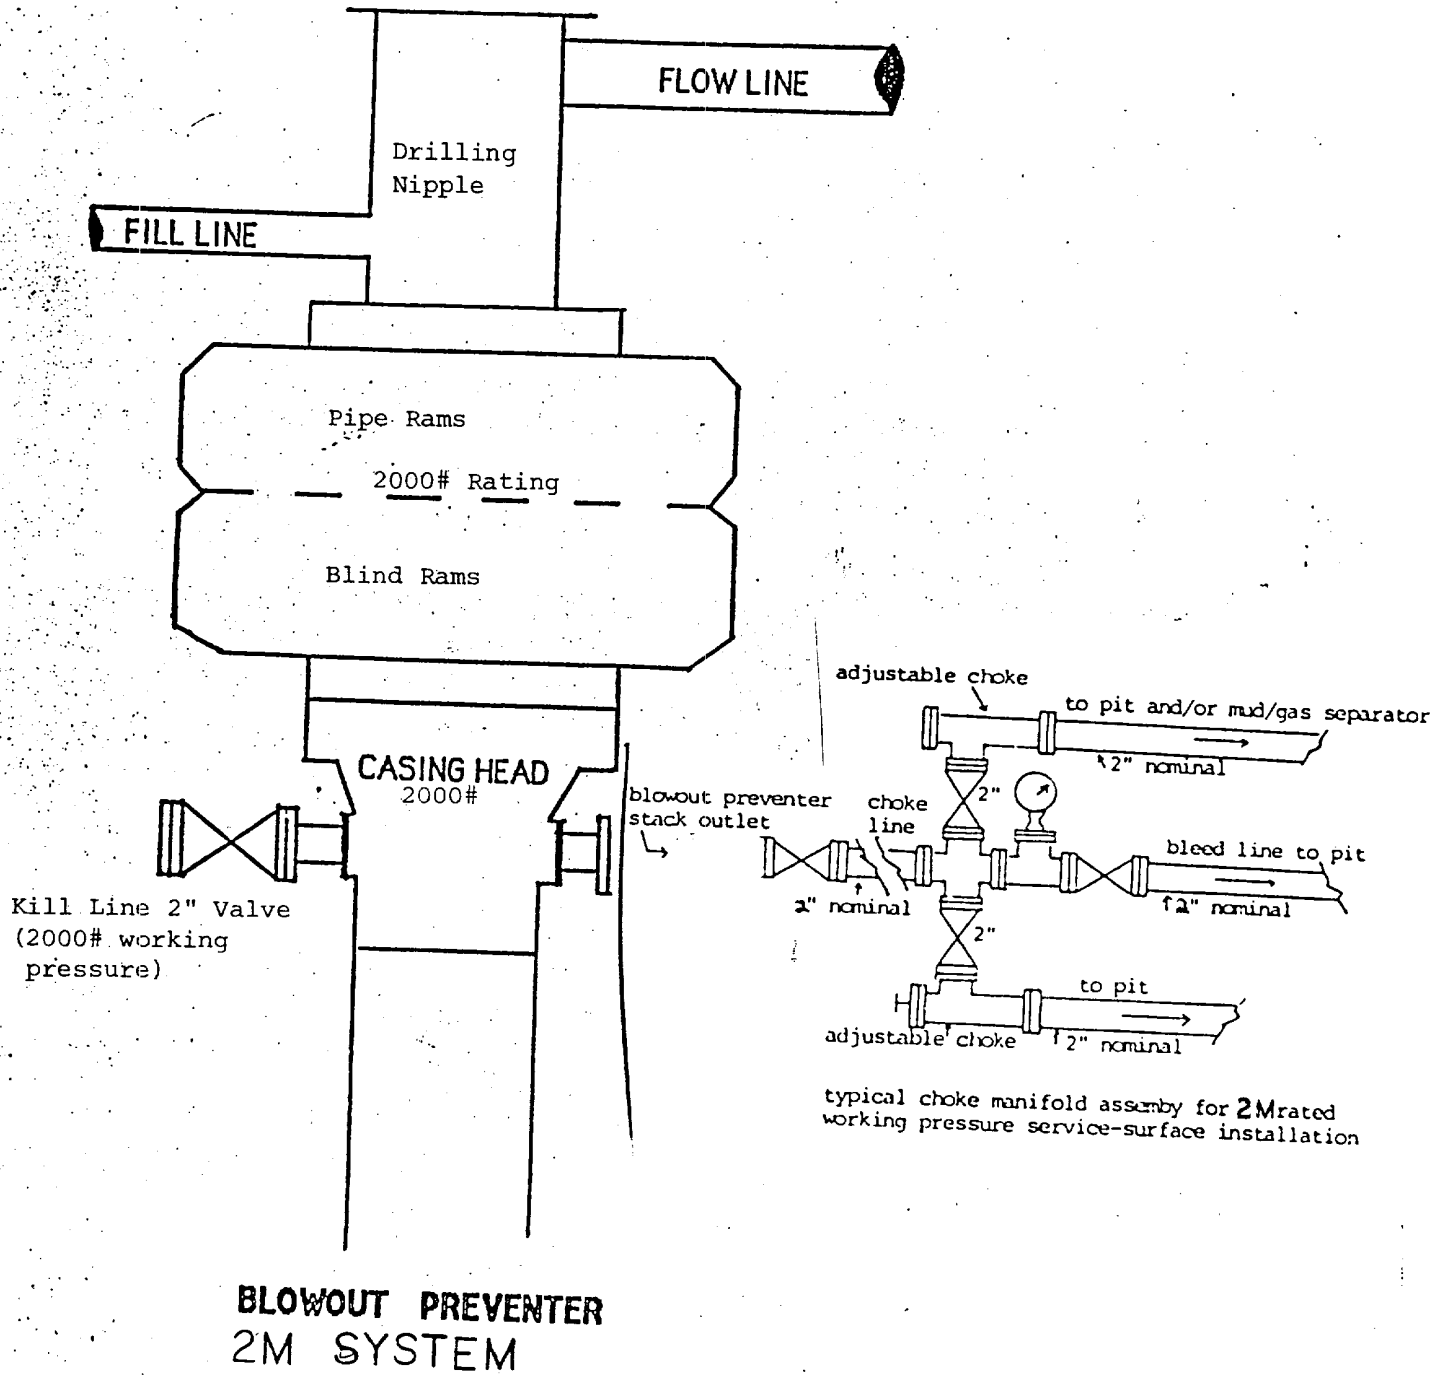 FLOW LINE
Drilling
Nipple
FILL LINE
Pipe Rams
2000# Rating
Blind Rams
CASING HEAD
2000#
Kill Line 2" Valve
(2000# working
pressure)
blowout preventer
stack outlet
adjustable choke
to pit and/or mud/gas separator
2" nominal
2"
choke
line
bleed line to pit
2" nominal
2" nominal
2"
to pit
adjustable choke
2" nominal
typical choke manifold assemby for 2M rated
working pressure service-surface installation
BLOWOUT PREVENTER
2M SYSTEM